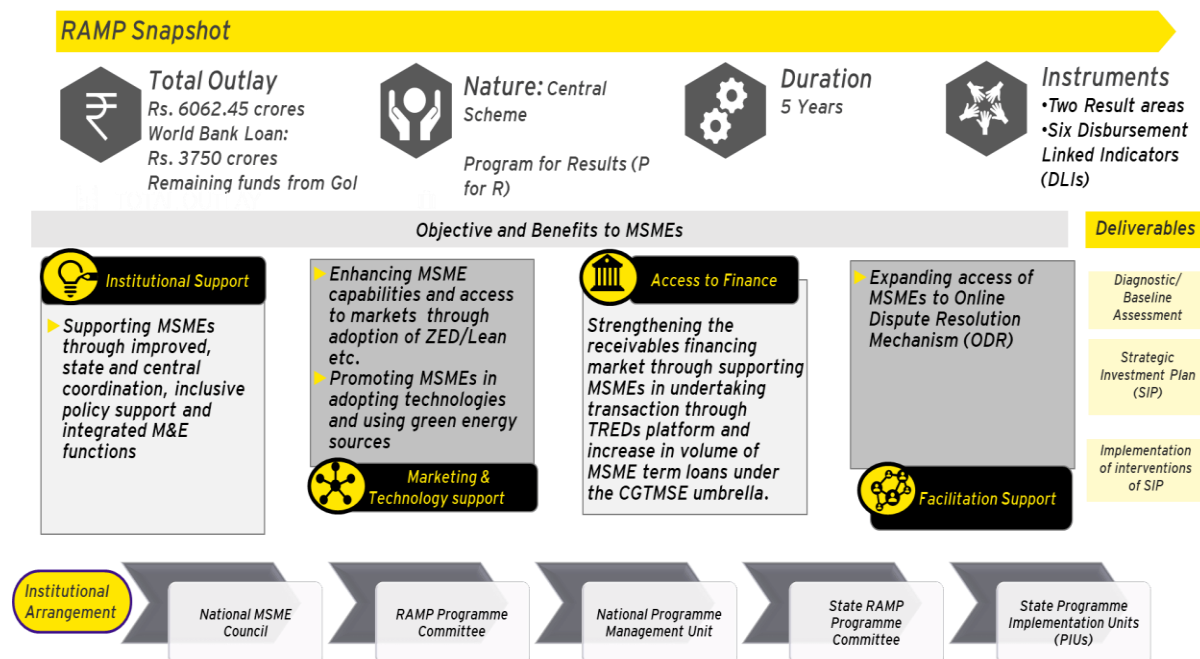 RAMP Snapshot
Total Outlay
Rs. 6062.45 crores
World Bank Loan:
Rs. 3750 crores
Remaining funds from GoI
Nature: Central
Scheme
Program for Results (P
for R)
Duration
5 Years
Instruments
•Two Result areas
•Six Disbursement
Linked Indicators
(DLIs)
Objective and Benefits to MSMEs
Deliverables
Institutional Support
Supporting MSMEs
through improved,
state and central
coordination, inclusive
policy support and
integrated M&E
functions
Enhancing MSME
capabilities and access
to markets through
adoption of ZED/Lean
etc.
Promoting MSMEs in
adopting technologies
and using green energy
sources
Marketing &
Technology support
Access to Finance
Strengthening the
receivables financing
market through supporting
MSMEs in undertaking
transaction through
TREDs platform and
increase in volume of
MSME term loans under
the CGTMSE umbrella.
Expanding access of
MSMEs to Online
Dispute Resolution
Mechanism (ODR)
Facilitation Support
Diagnostic/
Baseline
Assessment
Strategic
Investment Plan
(SIP)
Implementation
of interventions
of SIP
Institutional
Arrangement
National MSME
Council
RAMP Programme
Committee
National Programme
Management Unit
State RAMP
Programme
Committee
State Programme
Implementation Units
(PIUs)